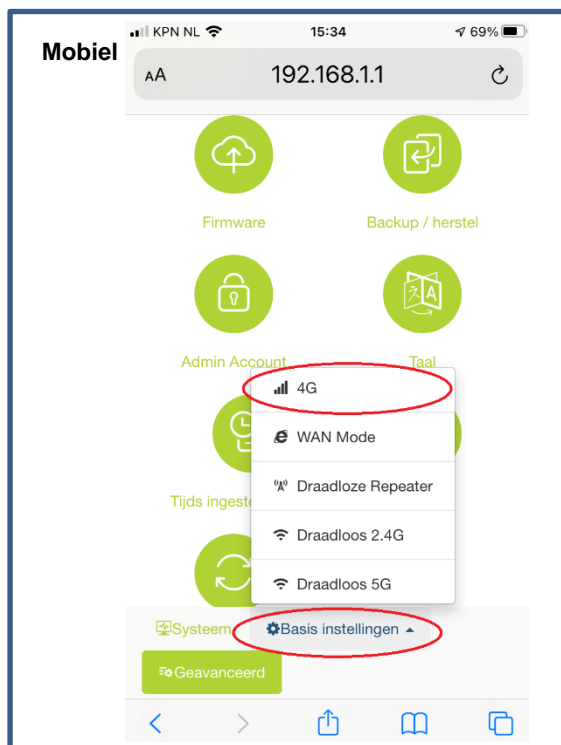 Mobiel
KPN NL 15:34 69%
AA 192.168.1.1
Firmware Backup / herstel
Admin Account Taal
4G
WAN Mode
Draadloze Repeater
Tijds ingeste
Draadloos 2.4G
Draadloos 5G
Systeem Basis instellingen
Geavanceerd